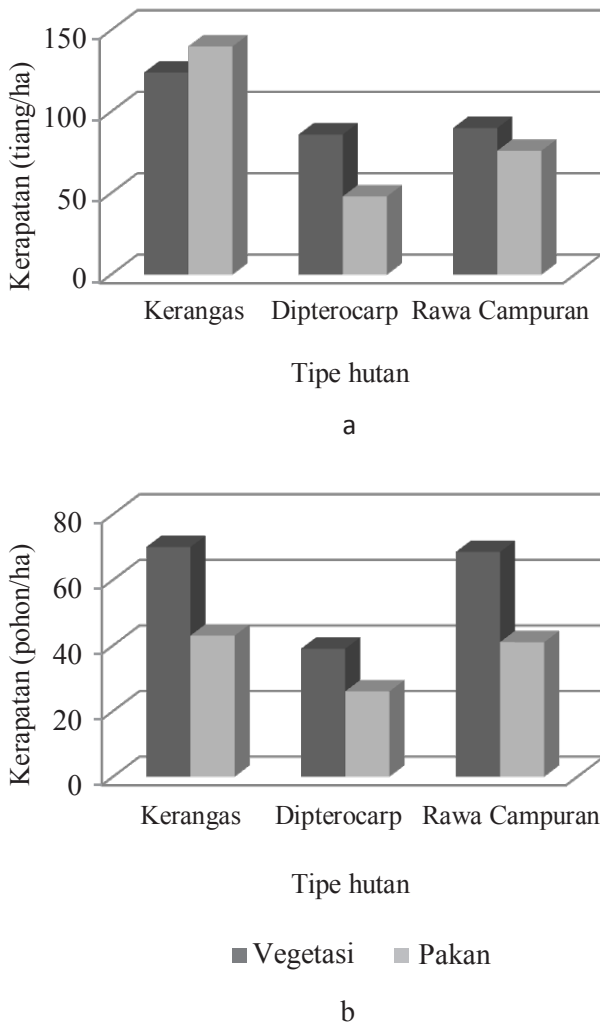 Kerapatan (tiang/ha)
150
100
50
0
Kerangas Dipterocarp Rawa Campuran
Tipe hutan
a
Kerapatan (pohon/ha)
80
60
40
20
0
Kerangas Dipterocarp Rawa Campuran
Tipe hutan
Vegetasi Pakan
b